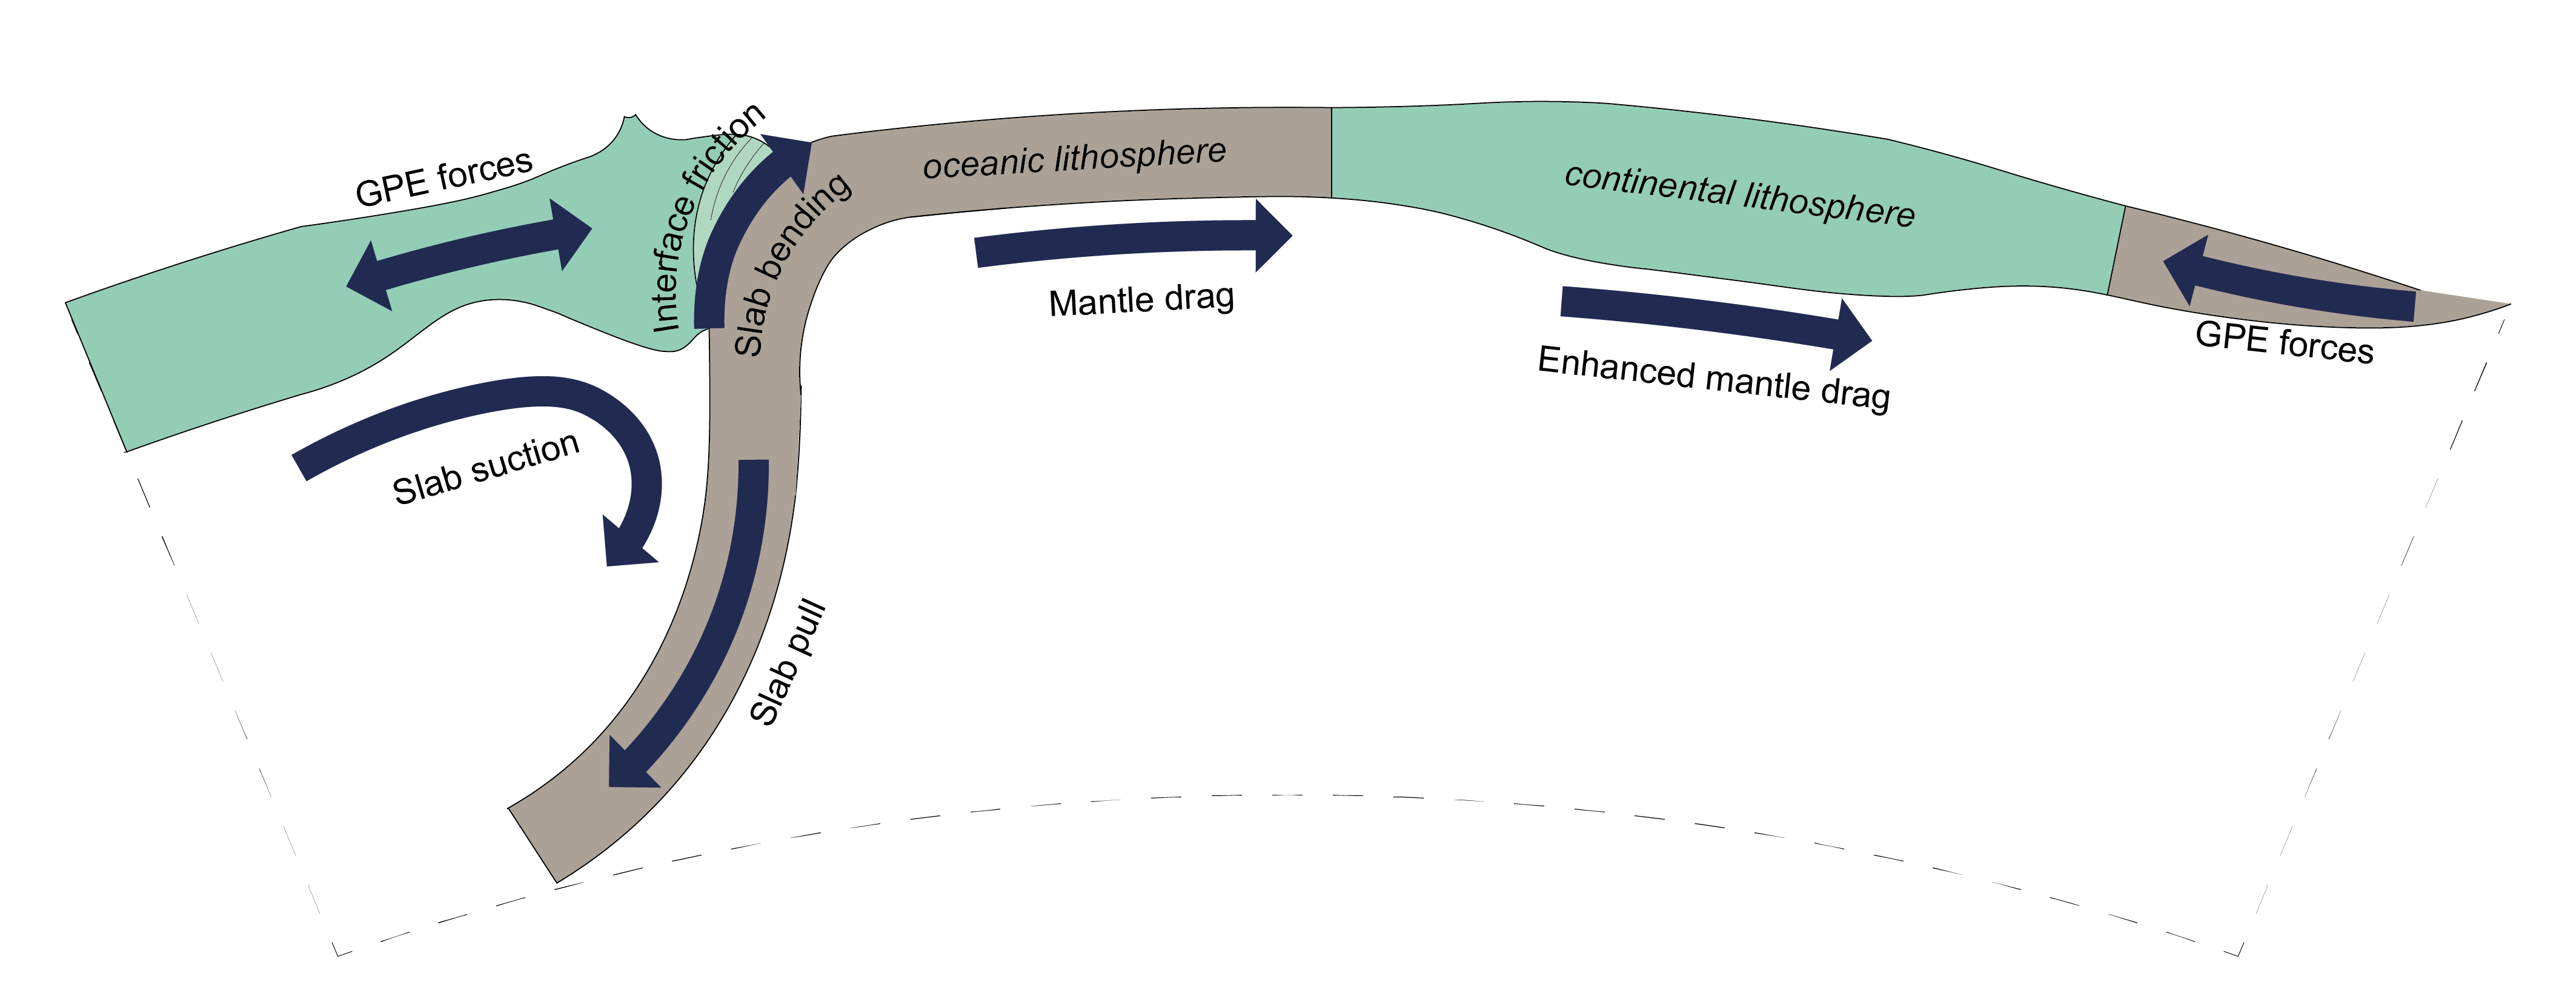 GPE forces
Interface friction
Slab bending
oceanic lithosphere
continental lithosphere
Mantle drag
Enhanced mantle drag
GPE forces
Slab suction
Slab pull